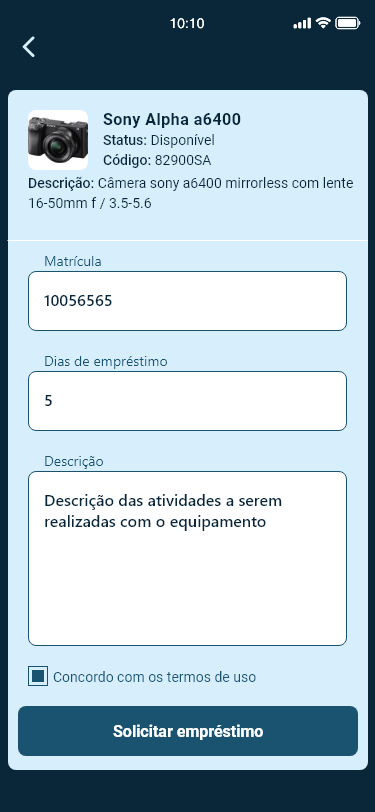 10:10
Sony Alpha a6400
Status: Disponível
Código: 82900SA
Descrição: Câmera sony a6400 mirrorless com lente
16-50mm f / 3.5-5.6
Matrícula
10056565
Dias de empréstimo
5
Descrição
Descrição das atividades a serem
realizadas com o equipamento
Concordo com os termos de uso
Solicitar empréstimo